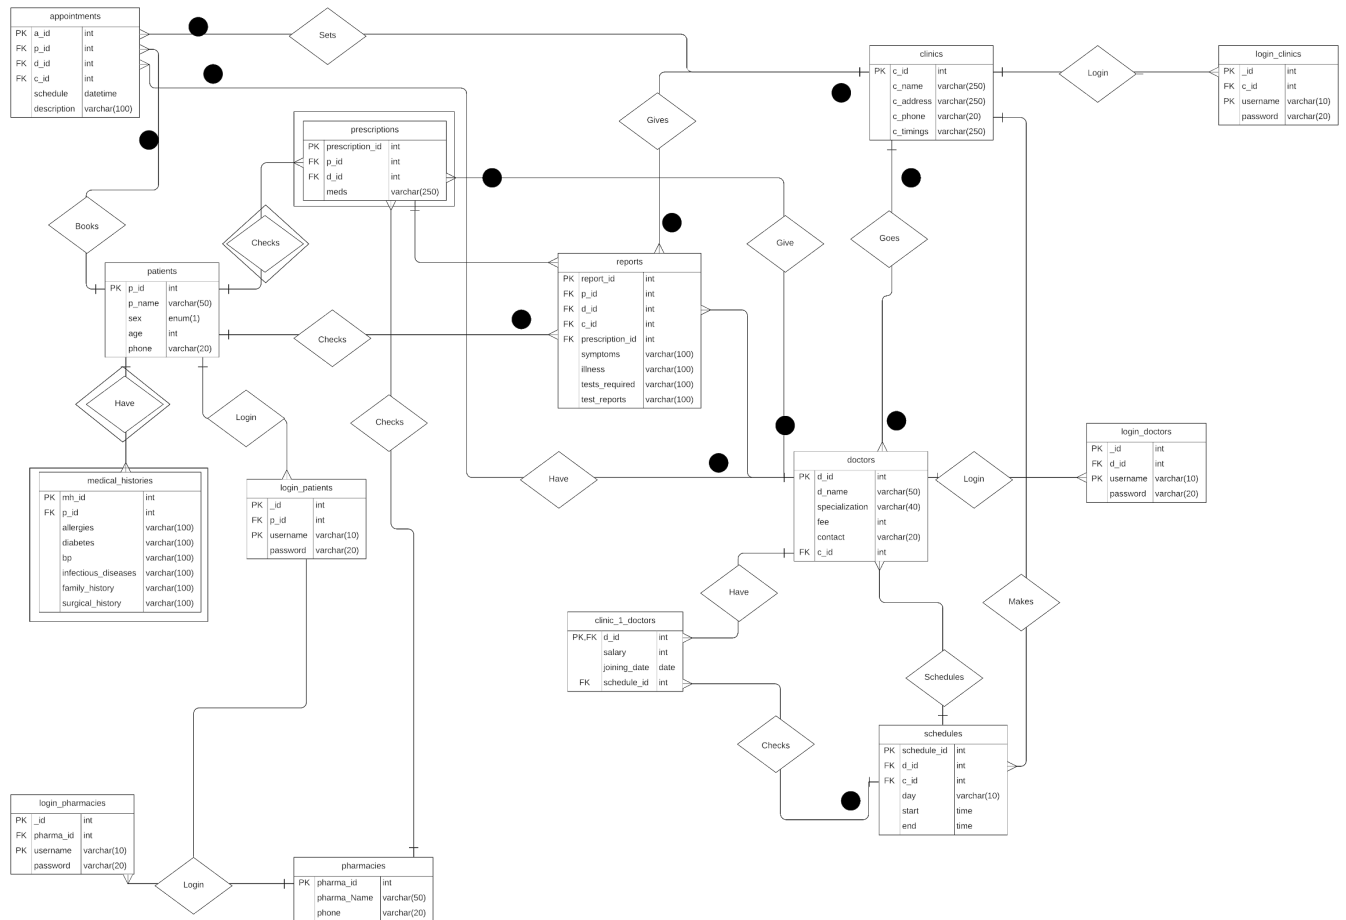 appointments
PK a_id int
FK p_id int
FK d_id int
FK c_id int
schedule datetime
description varchar(100)
Sets
clinics
PK c_id int
c_name varchar(250)
c_address varchar(250)
c_phone varchar(20)
c_timings varchar(250)
Login
login_clinics
PK _id int
FK c_id int
PK username varchar(10)
password varchar(20)
Gives
prescriptions
PK prescription_id int
FK p_id int
FK d_id int
meds varchar(250)
Books
Checks
Give
Goes
patients
PK p_id int
p_name varchar(50)
sex enum(1)
age int
phone varchar(20)
Checks
reports
PK report_id int
FK p_id int
FK d_id int
FK c_id int
FK prescription_id int
symptoms varchar(100)
illness varchar(100)
tests_required varchar(100)
test_reports varchar(100)
Have
Login
Checks
medical_histories
PK mh_id int
FK p_id int
allergies varchar(100)
diabetes varchar(100)
bp varchar(100)
infectious_diseases varchar(100)
family_history varchar(100)
surgical_history varchar(100)
login_patients
PK _id int
FK p_id int
PK username varchar(10)
password varchar(20)
Have
doctors
PK d_id int
d_name varchar(50)
specialization varchar(40)
fee int
contact varchar(20)
FK c_id int
Login
login_doctors
PK _id int
FK d_id int
PK username varchar(10)
password varchar(20)
Have
Makes
clinic_1_doctors
PK,FK d_id int
salary int
joining_date date
FK schedule_id int
Schedules
Checks
schedules
PK schedule_id int
FK d_id int
FK c_id int
day varchar(10)
start time
end time
login_pharmacies
PK _id int
FK pharma_id int
PK username varchar(10)
password varchar(20)
Login
pharmacies
PK pharma_id int
pharma_Name varchar(50)
phone varchar(20)